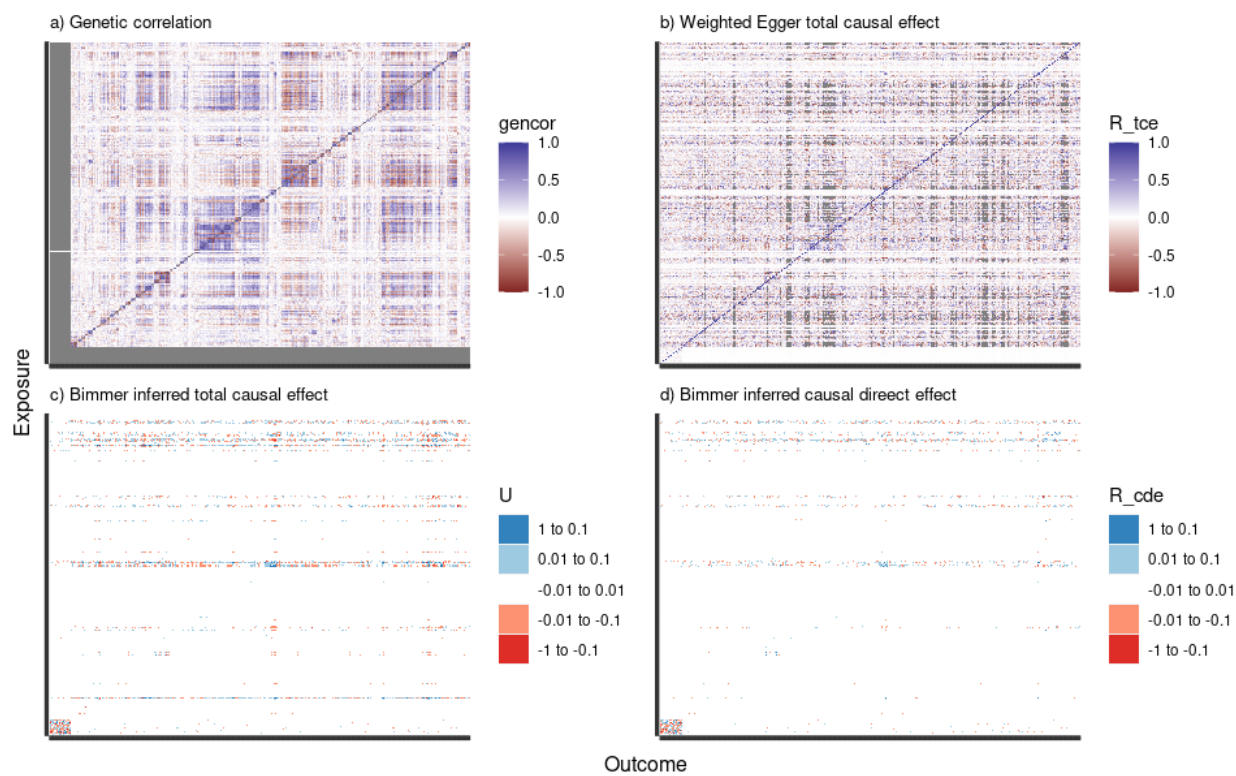 a) Genetic correlation
b) Weighted Egger total causal effect
gencor
1.0
0.5
0.0
-0.5
-1.0
R_tce
1.0
0.5
0.0
-0.5
-1.0
Exposure
c) Bimmer inferred total causal effect
d) Bimmer inferred causal direect effect
U
1 to 0.1
0.01 to 0.1
-0.01 to 0.01
-0.01 to -0.1
-1 to -0.1
R_cde
1 to 0.1
0.01 to 0.1
-0.01 to 0.01
-0.01 to -0.1
-1 to -0.1
Outcome